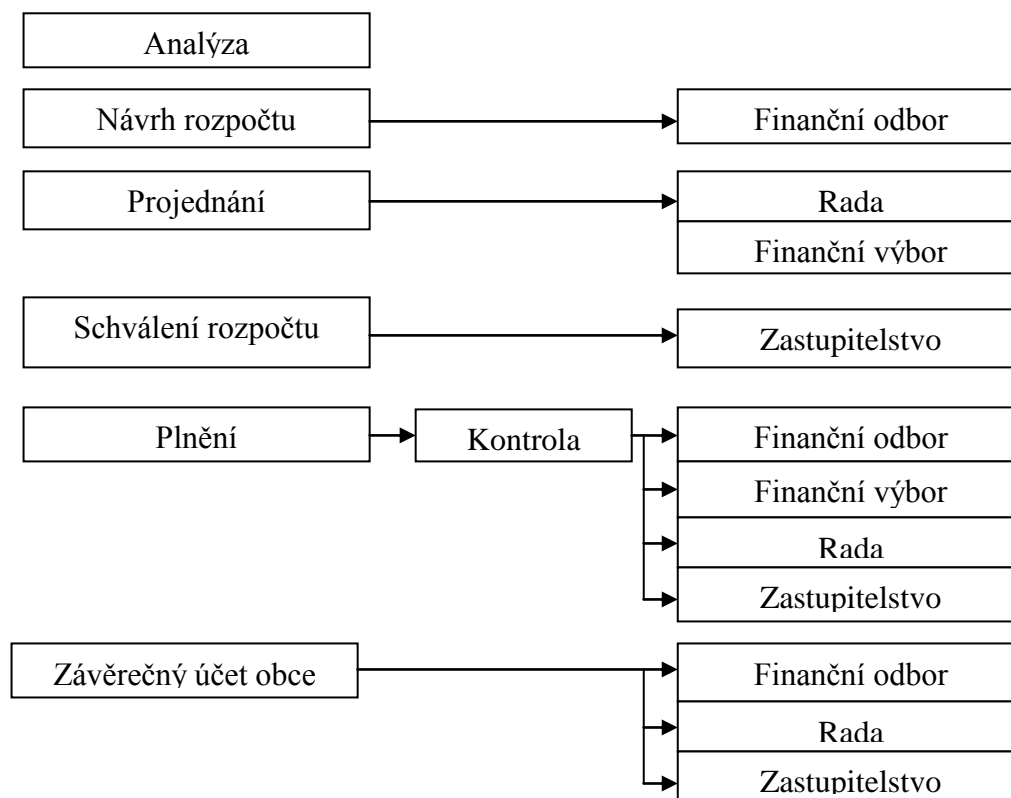 Analýza
Návrh rozpočtu
Finanční odbor
Projednání
Rada
Finanční výbor
Schválení rozpočtu
Zastupitelstvo
Plnění
Kontrola
Finanční odbor
Finanční výbor
Rada
Zastupitelstvo
Závěrečný účet obce
Finanční odbor
Rada
Zastupitelstvo